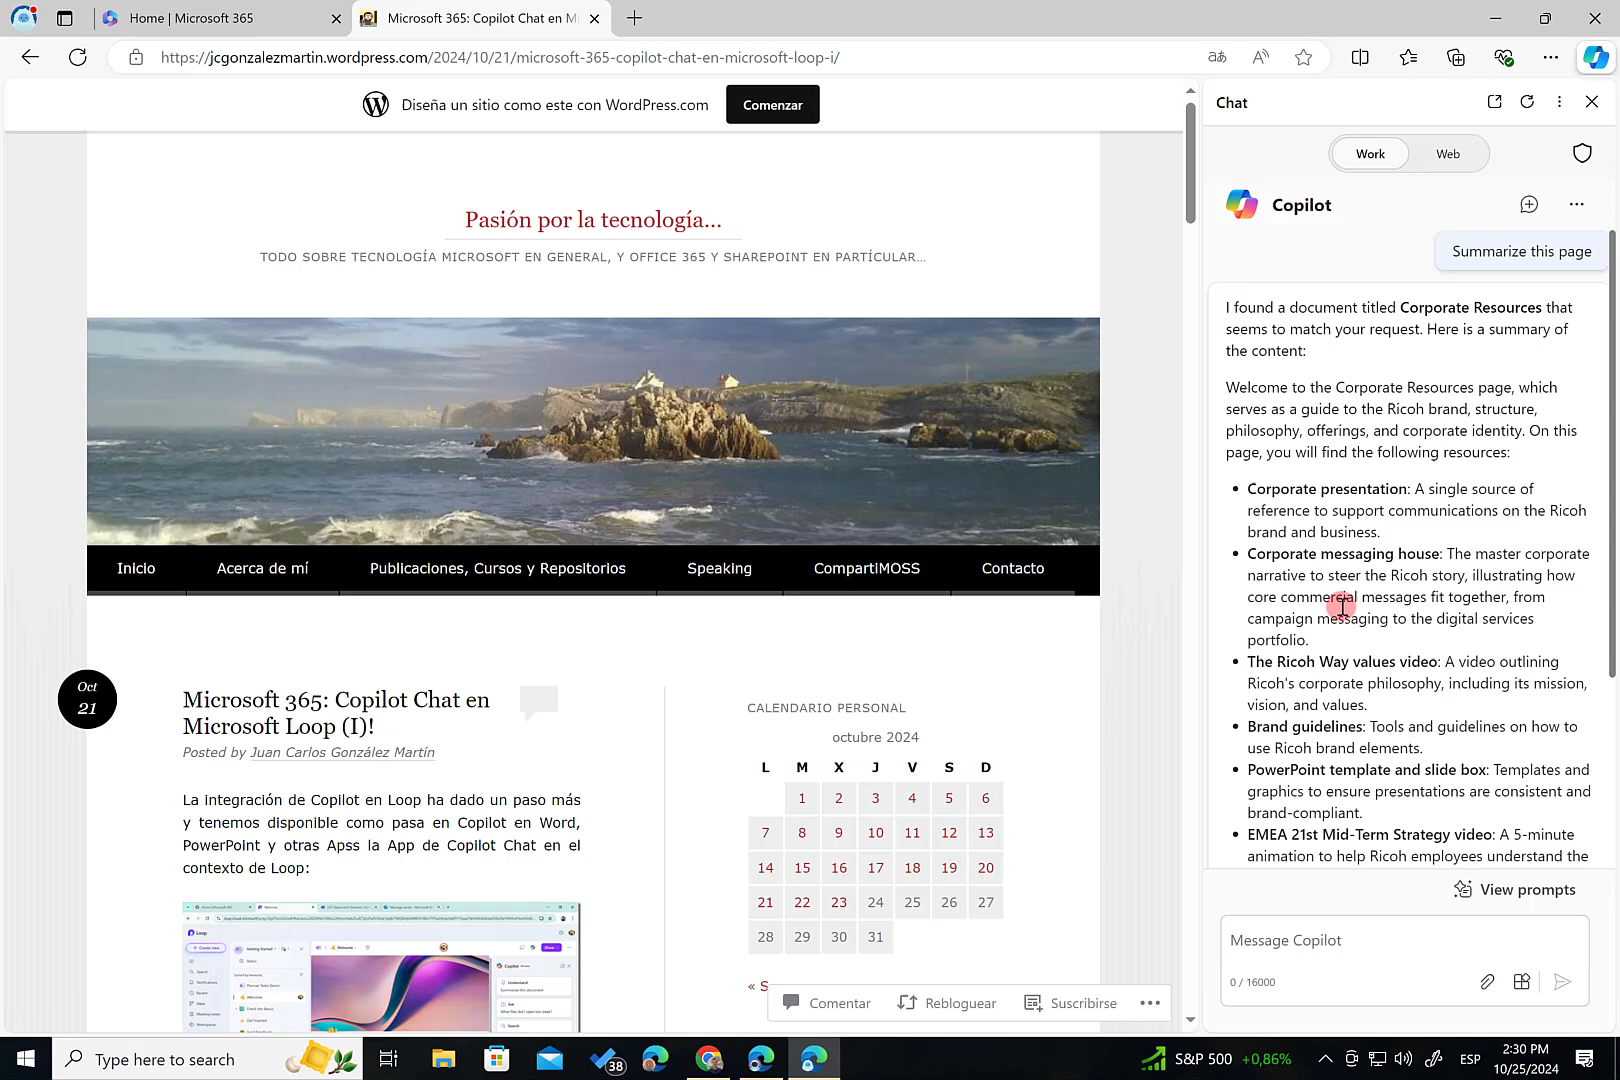 Home | Microsoft 365
Microsoft 365: Copilot Chat en Mi
https://jcgonzalezmartin.wordpress.com/2024/10/21/microsoft-365-copilot-chat-en-microsoft-loop-i/
Diseña un sitio como este con WordPress.com
Comenzar
Pasión por la tecnología...
TODO SOBRE TECNOLOGÍA MICROSOFT EN GENERAL, Y OFFICE 365 Y SHAREPOINT EN PARTÍCULAR...
Inicio
Acerca de mí
Publicaciones, Cursos y Repositorios
Speaking
CompartiMOSS
Contacto
Oct
21
Microsoft 365: Copilot Chat en
Microsoft Loop (I)!
Posted by Juan Carlos González Martín
La integración de Copilot en Loop ha dado un paso más
y tenemos disponible como pasa en Copilot en Word,
PowerPoint y otras Apss la App de Copilot Chat en el
contexto de Loop:
CALENDARIO PERSONAL
octubre 2024
L M X J V S D
1 2 3 4 5 6
7 8 9 10 11 12 13
14 15 16 17 18 19 20
21 22 23 24 25 26 27
28 29 30 31
« S
Comentar
Rebloguear
Suscribirse
Chat
Work
Web
Copilot
Summarize this page
I found a document titled Corporate Resources that
seems to match your request. Here is a summary of
the content:
Welcome to the Corporate Resources page, which
serves as a guide to the Ricoh brand, structure,
philosophy, offerings, and corporate identity. On this
page, you will find the following resources:
• Corporate presentation: A single source of
reference to support communications on the Ricoh
brand and business.
• Corporate messaging house: The master corporate
narrative to steer the Ricoh story, illustrating how
core commercial messages fit together, from
campaign messaging to the digital services
portfolio.
• The Ricoh Way values video: A video outlining
Ricoh's corporate philosophy, including its mission,
vision, and values.
• Brand guidelines: Tools and guidelines on how to
use Ricoh brand elements.
• PowerPoint template and slide box: Templates and
graphics to ensure presentations are consistent and
brand-compliant.
• EMEA 21st Mid-Term Strategy video: A 5-minute
animation to help Ricoh employees understand the
View prompts
Message Copilot
0 / 16000
Type here to search
38
S&P 500 +0,86%
ESP
2:30 PM
10/25/2024